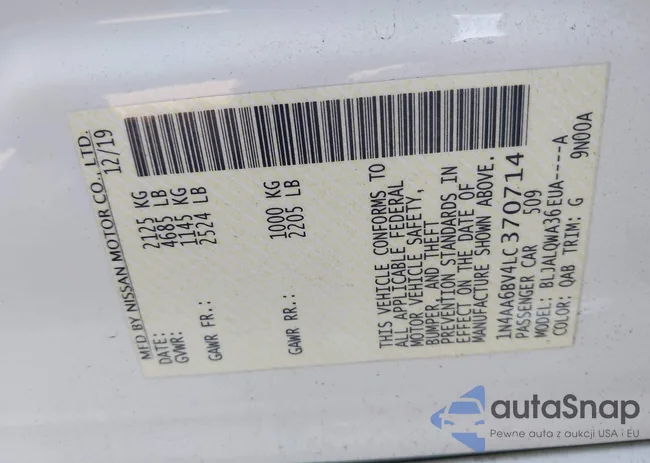 MFD. BY NISSAN MOTOR CO., LTD.
DATE: 12/19
GVWR: 2125 KG
4685 LB
GAWR FR.: 1145 KG
2524 LB
GAWR RR.: 1000 KG
2205 LB
THIS VEHICLE CONFORMS TO
ALL APPLICABLE FEDERAL
MOTOR VEHICLE SAFETY,
BUMPER, AND THEFT
PREVENTION STANDARDS IN
EFFECT ON THE DATE OF
MANUFACTURE SHOWN ABOVE.
1N4AA6BV4LC370714
PASSENGER CAR 509
MODEL: BLJALQWA36EUA----A
COLOR: QAB TRIM: G 9N00A
autaSnap
Pewne auta z aukcji USA i EU